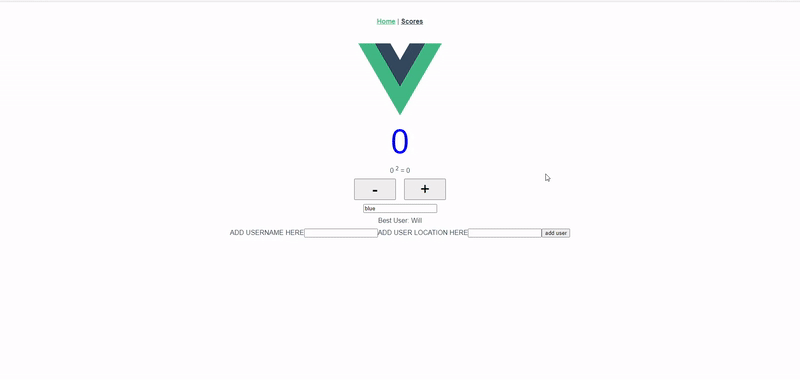 Home | Scores
0
0 2 = 0
- +
blue
Best User: Will
ADD USERNAME HERE ADD USER LOCATION HERE add user